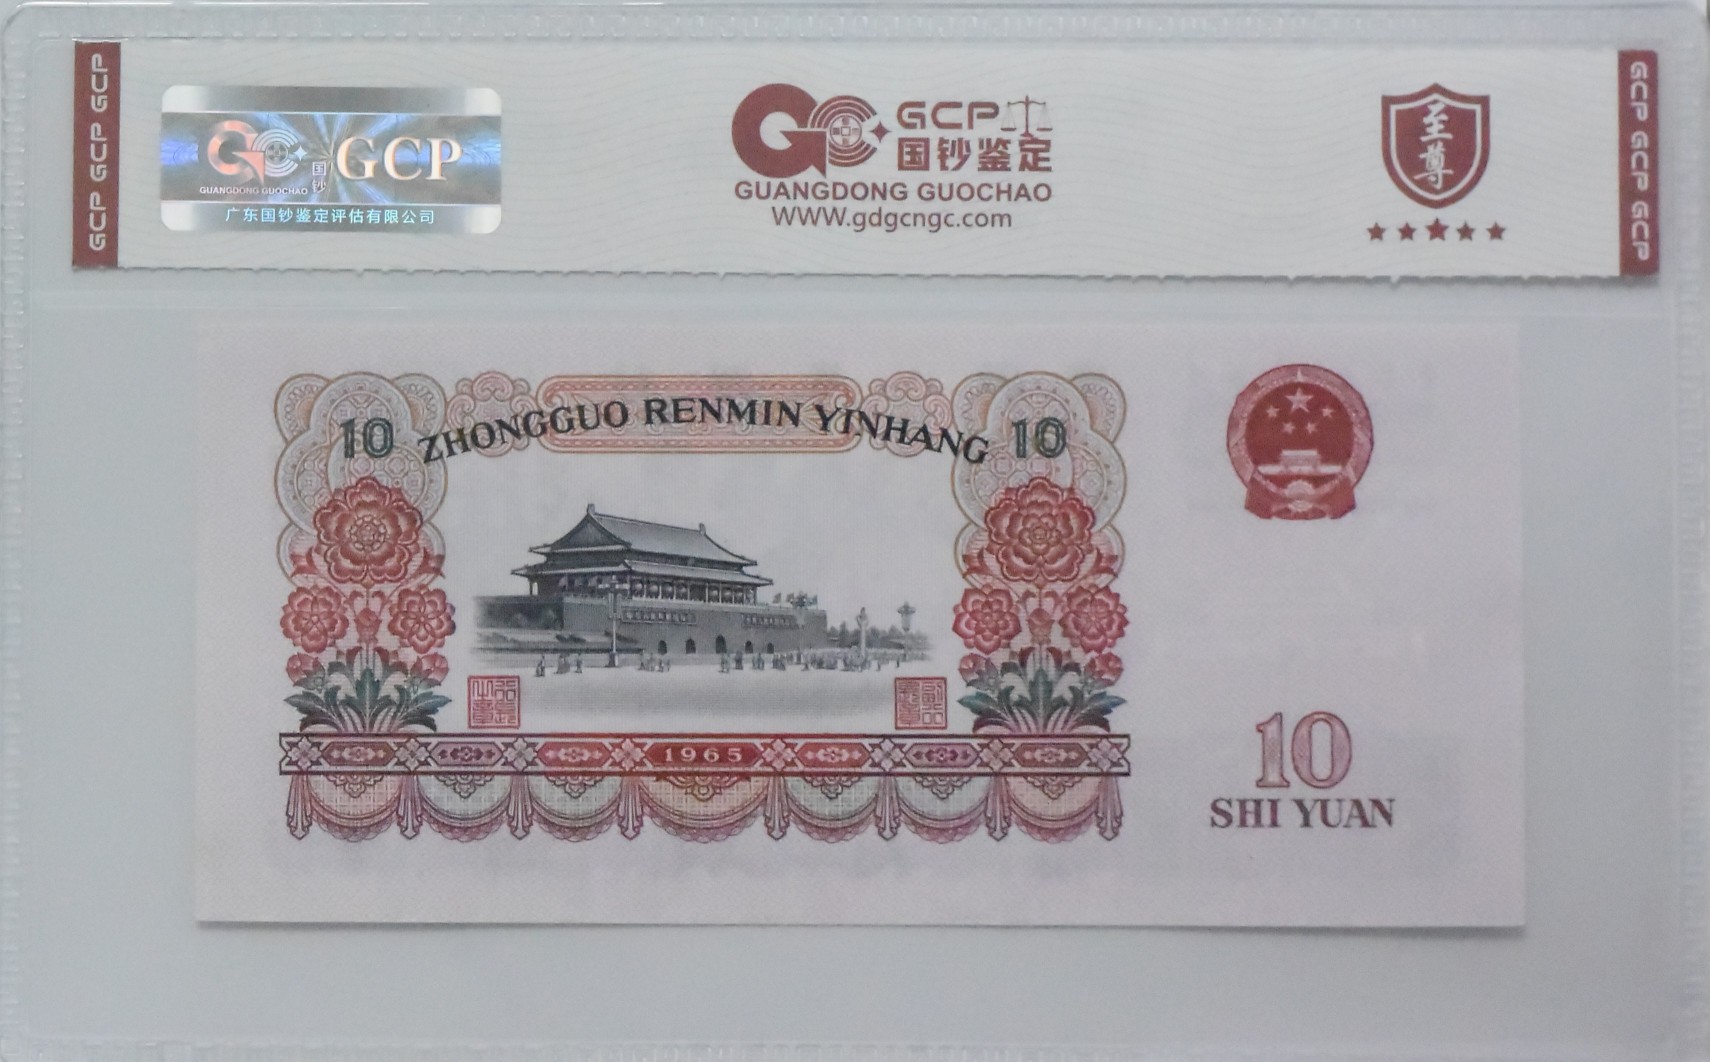 GCP GCP GCP
国钞
GCP
GUANGDONG GUOCHAO
广东国钞鉴定评估有限公司
GCP
国钞鉴定
GUANGDONG GUOCHAO
WWW.gdgcngc.com
至尊
GCP GCP GCP
10 ZHONGGUO RENMIN YINHANG 10
1965
10
SHI YUAN